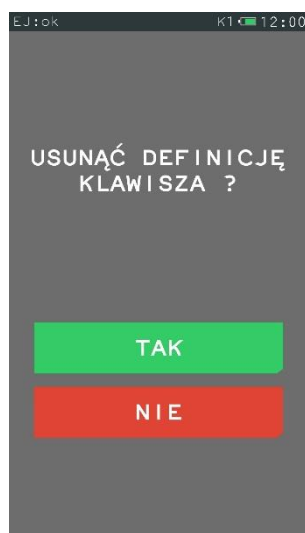 EJ:ok K1 12:00
USUNĄĆ DEFINICJĘ
KLAWISZA ?
TAK
NIE